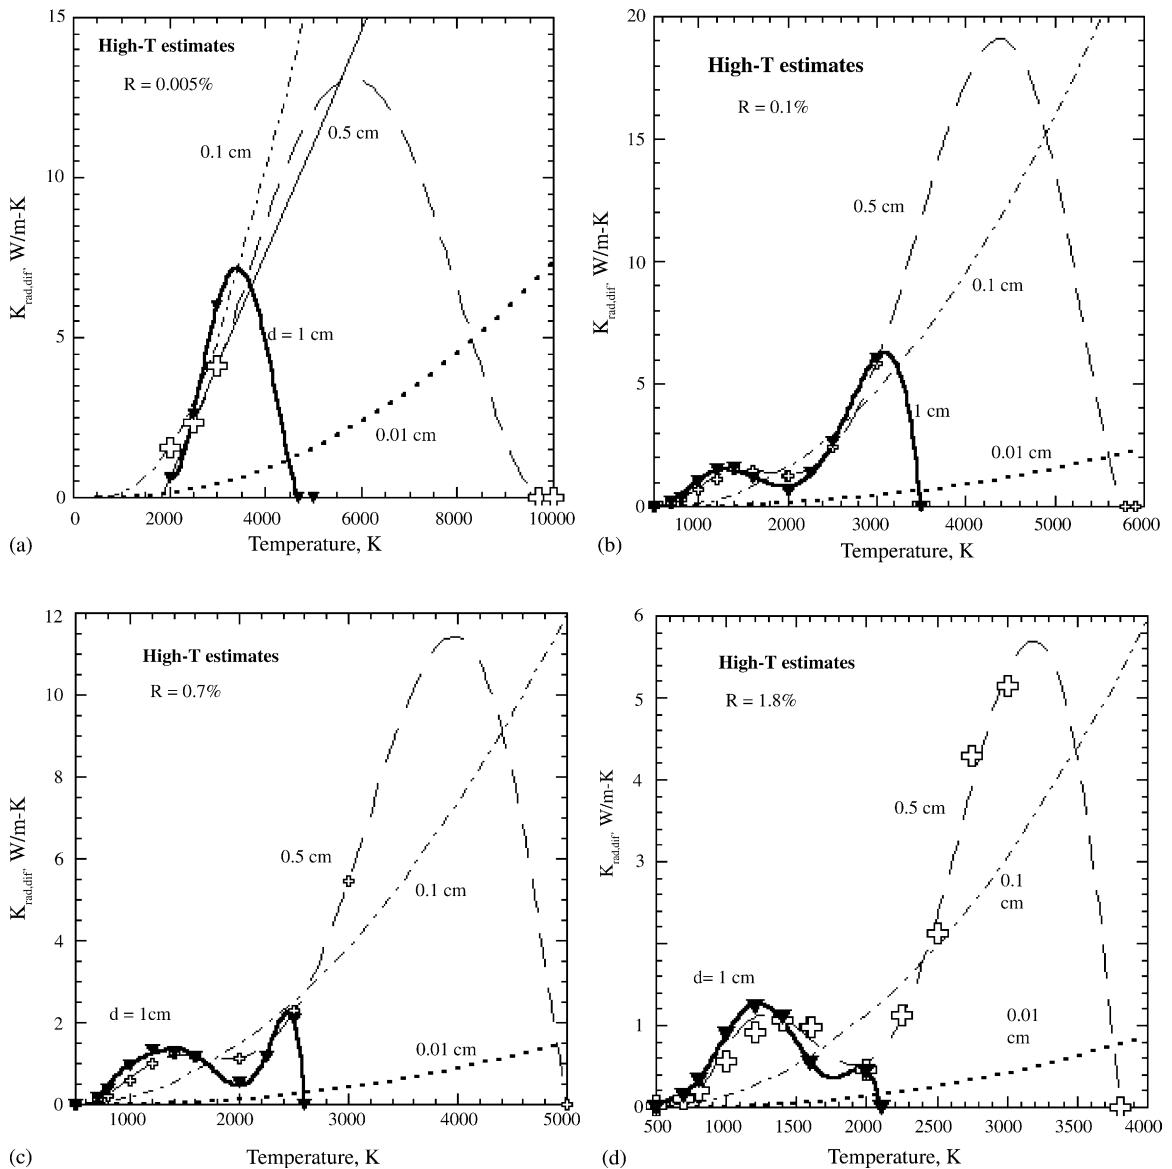 High-T estimates
R = 0.005%
0.1 cm
0.5 cm
d = 1 cm
0.01 cm
K rad,dif, W/m-K
15
10
5
0
0 2000 4000 6000 8000 10000
(a) Temperature, K
High-T estimates
R = 0.1%
0.5 cm
0.1 cm
1 cm
0.01 cm
K rad,dif, W/m-K
20
15
10
5
0
1000 2000 3000 4000 5000 6000
(b) Temperature, K
High-T estimates
R = 0.7%
0.5 cm
0.1 cm
d = 1cm
0.01 cm
K rad,dif, W/m-K
12
10
8
6
4
2
0
1000 2000 3000 4000 5000
(c) Temperature, K
High-T estimates
R = 1.8%
0.5 cm
0.1
cm
d= 1 cm
0.01
cm
K rad,dif, W/m-K
6
5
4
3
1
0
500 1000 1500 2000 2500 3000 3500 4000
(d) Temperature, K